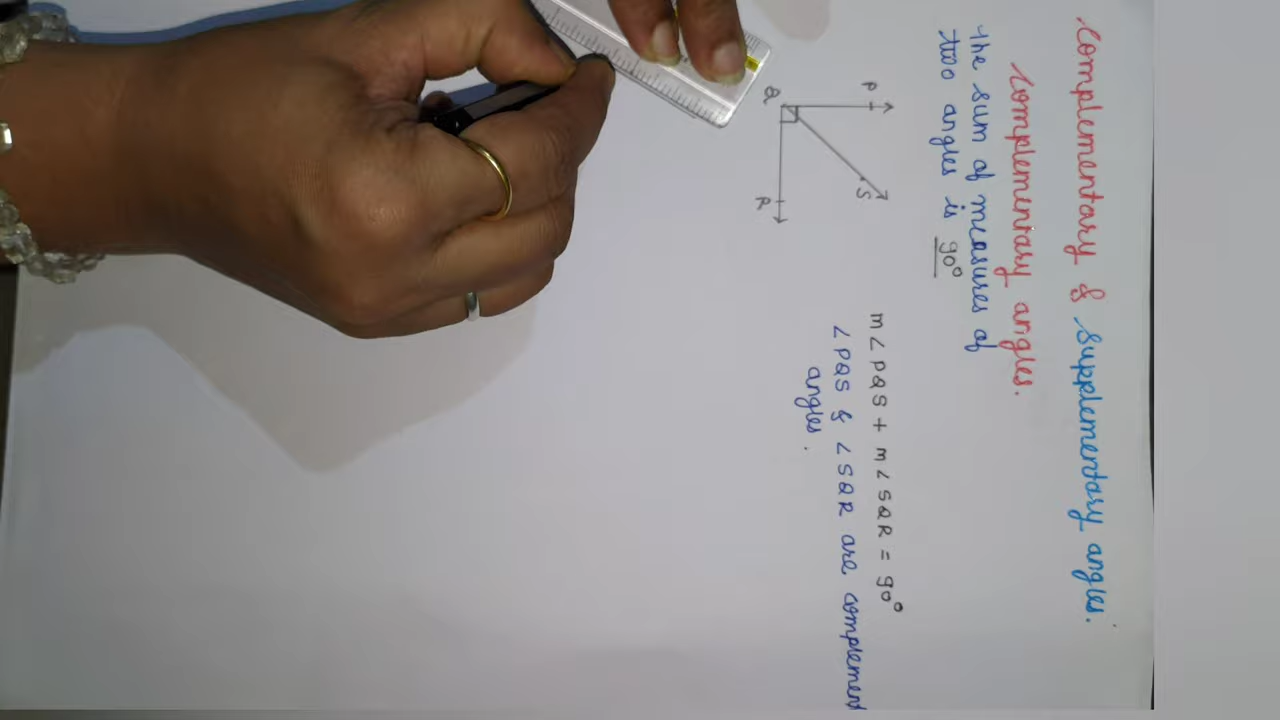 Complementary & supplementary angles.
Complementary angles.
The sum of measures of
two angles is 90°
P
S
Q
R
m∠PQS + m∠SQR = 90°
∠PQS & ∠SQR are complement
angles.